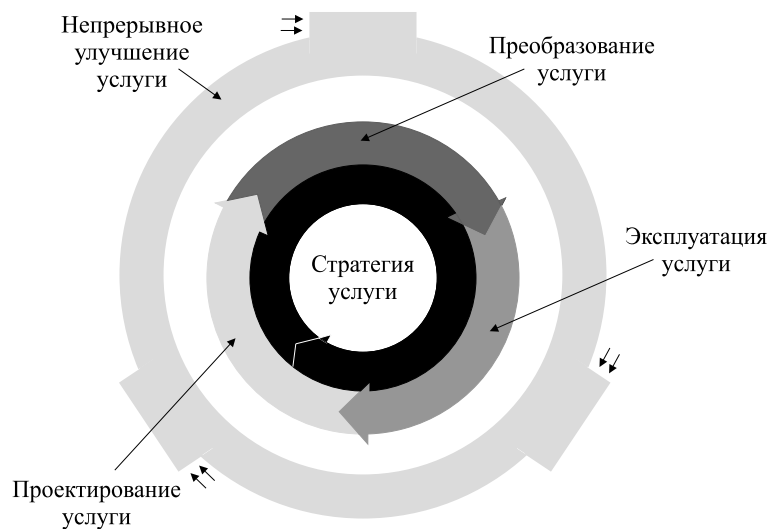 Непрерывное
улучшение
услуги
Преобразование
услуги
Эксплуатация
услуги
Стратегия
услуги
Проектирование
услуги